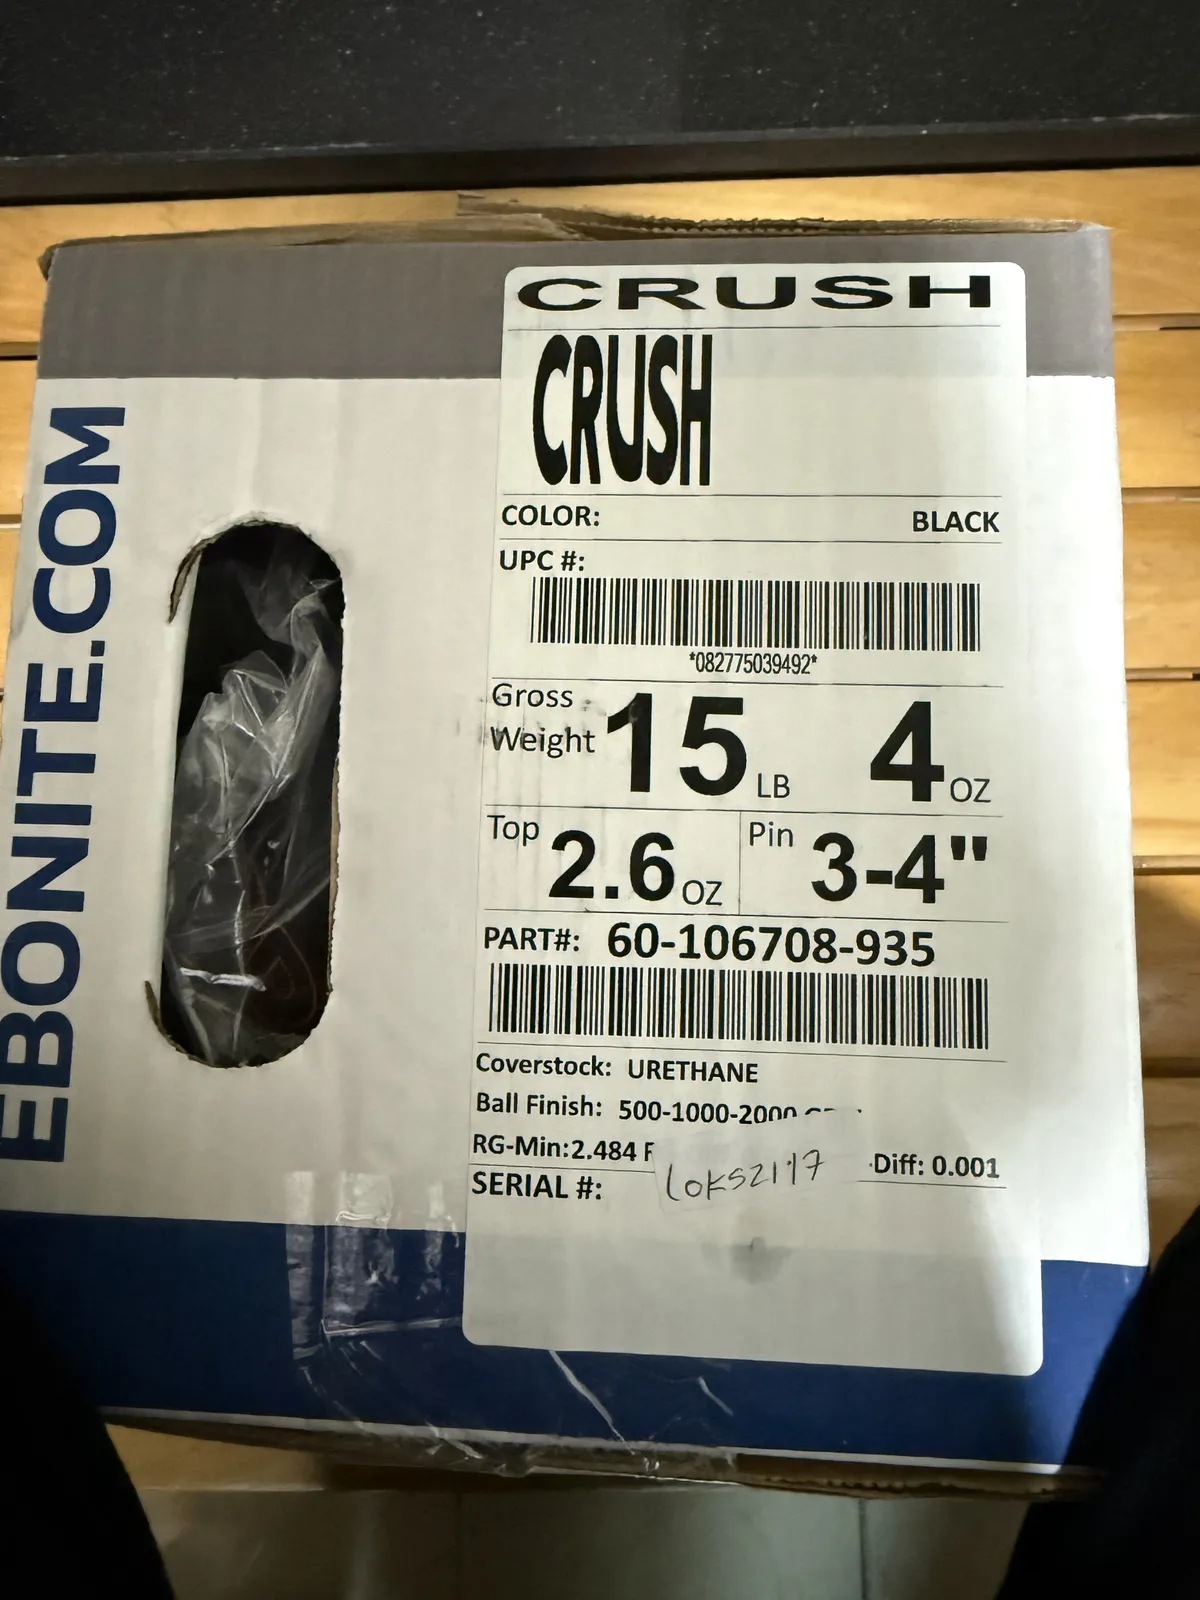 EBONITE.COM
CRUSH
CRUSH
COLOR: BLACK
UPC #:
*082775039492*
Gross Weight 15 LB 4 OZ
Top 2.6 OZ Pin 3-4"
PART#: 60-106708-935
Coverstock: URETHANE
Ball Finish: 500-1000-2000
RG-Min:2.484 Diff: 0.001
SERIAL #: